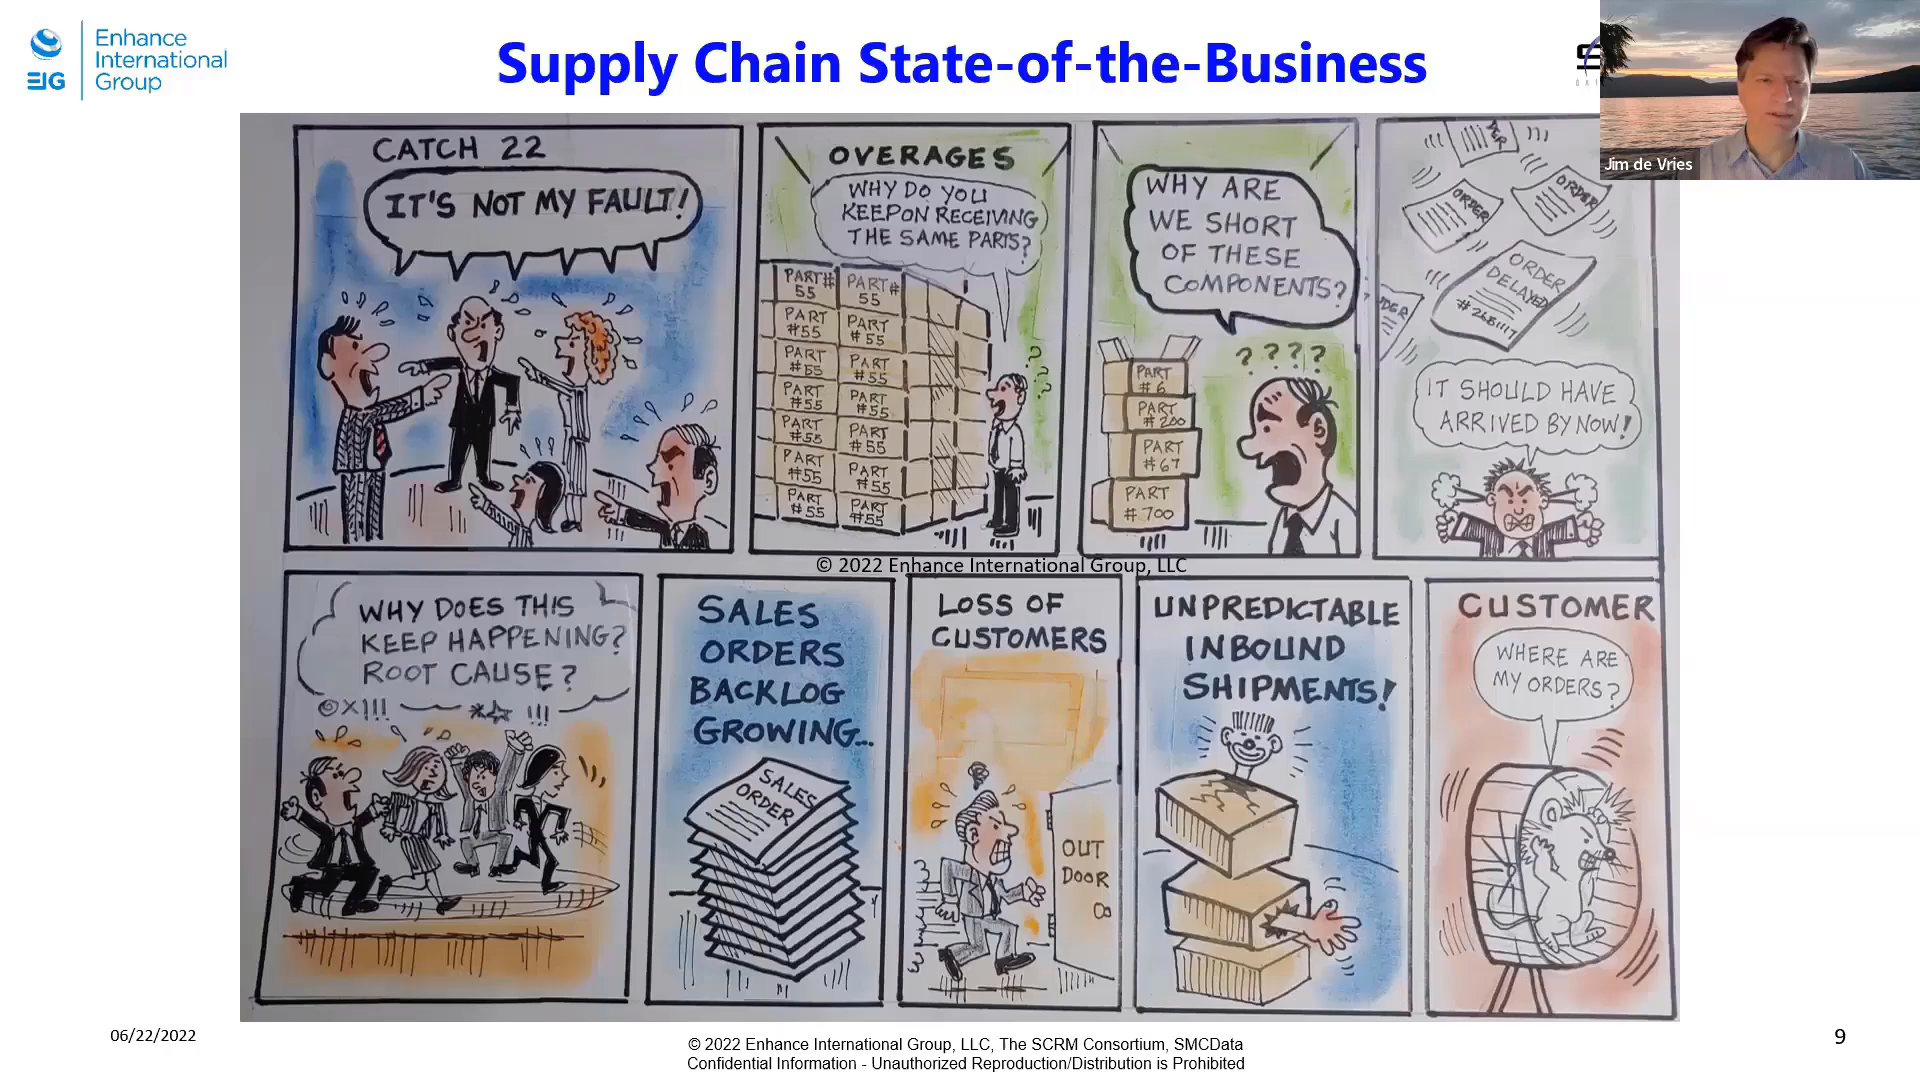 Enhance
International
Group
EIG
Supply Chain State-of-the-Business
Jim de Vries
CATCH 22
IT'S NOT MY FAULT!
OVERAGES
WHY DO YOU
KEEPON RECEIVING
THE SAME PARTS?
PART#
55
PART#
55
PART
#55
PART
#55
PART
#55
PART
#55
PART
#55
PART
#55
PART
#55
PART
#55
PART
#55
PART
#55
PART
#55
PART
#55
WHY ARE
WE SHORT
OF THESE
COMPONENTS?
????
PART
#6
PART
#200
PART
#67
PART
#700
DER
ORDER
ORDER
ORDER
DELAYED
#2681117
DER
IT SHOULD HAVE
ARRIVED BY NOW!
© 2022 Enhance International Group, LLC
WHY DOES THIS
KEEP HAPPENING?
ROOT CAUSE?
SALES
ORDERS
BACKLOG
GROWING...
SALES
ORDER
LOSS OF
CUSTOMERS
OUT
DOOR
UNPREDICTABLE
INBOUND
SHIPMENTS!
CUSTOMER
WHERE ARE
MY ORDERS?
06/22/2022
© 2022 Enhance International Group, LLC, The SCRM Consortium, SMCData
Confidential Information - Unauthorized Reproduction/Distribution is Prohibited
9